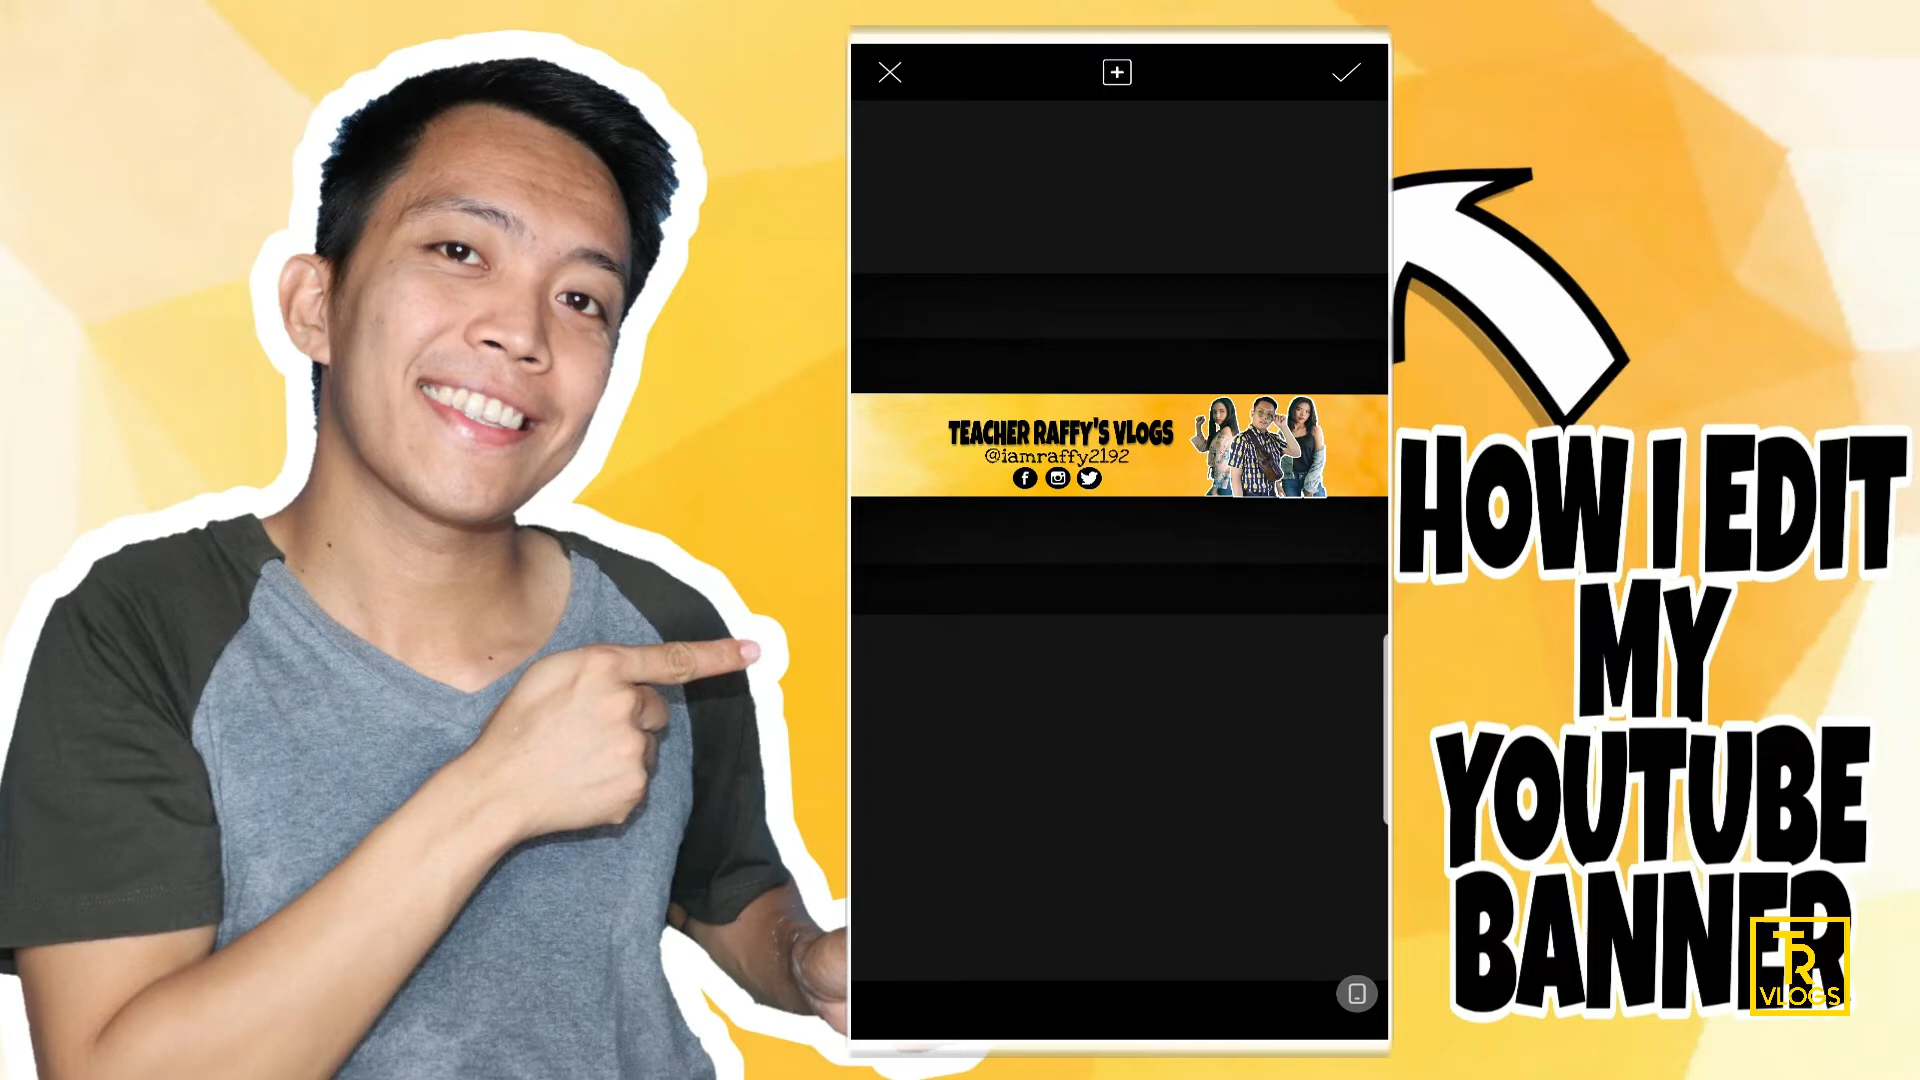 TEACHER RAFFY'S VLOGS
@iamraffy2192
HOW I EDIT
MY
YOUTUBE
BANNER
TR
VLOGS